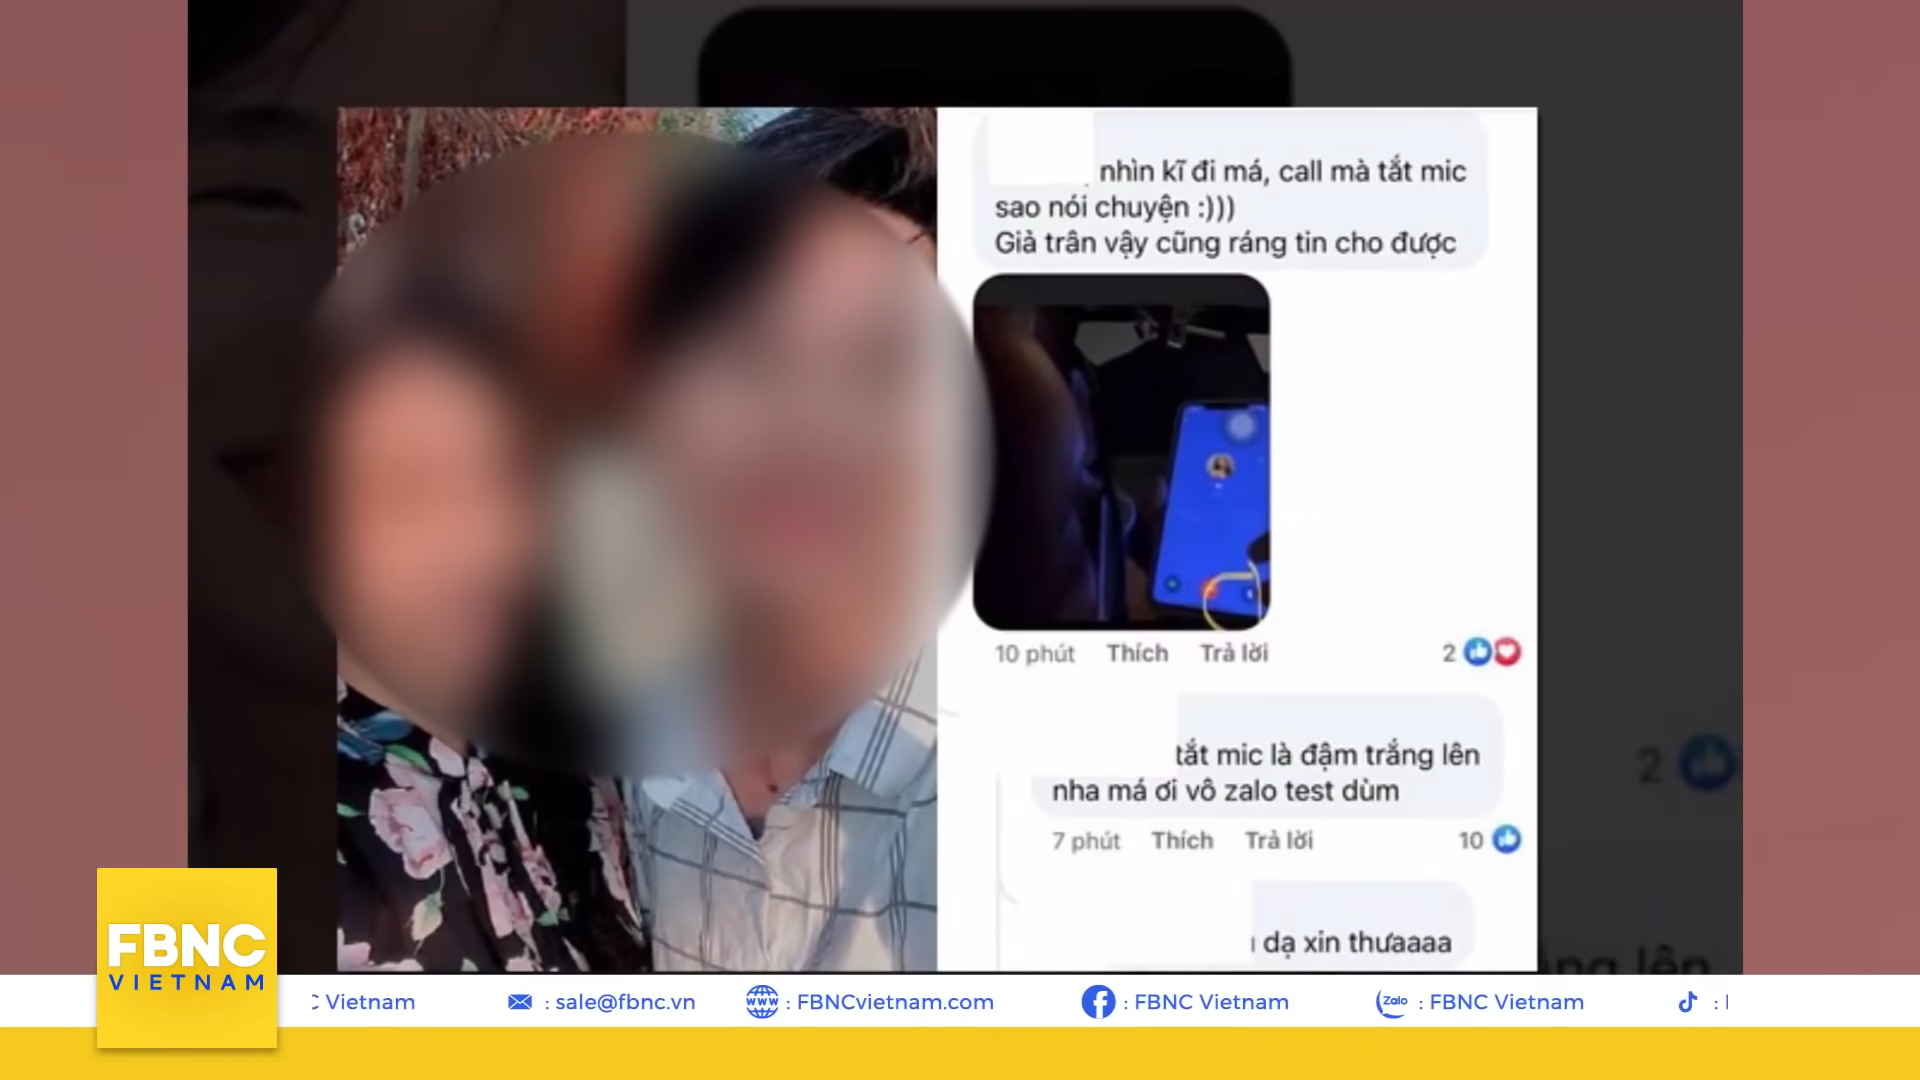 nhìn kĩ đi má, call mà tắt mic
sao nói chuyện :)))
Giả trân vậy cũng ráng tin cho được
10 phút Thích Trả lời 2
tắt mic là đậm trắng lên
nha má ơi vô zalo test dùm
7 phút Thích Trả lời 10
dạ xin thưaaaa
2
lên
FBNC
VIETNAM
Vietnam : sale@fbnc.vn www : FBNCvietnam.com : FBNC Vietnam Zalo : FBNC Vietnam :